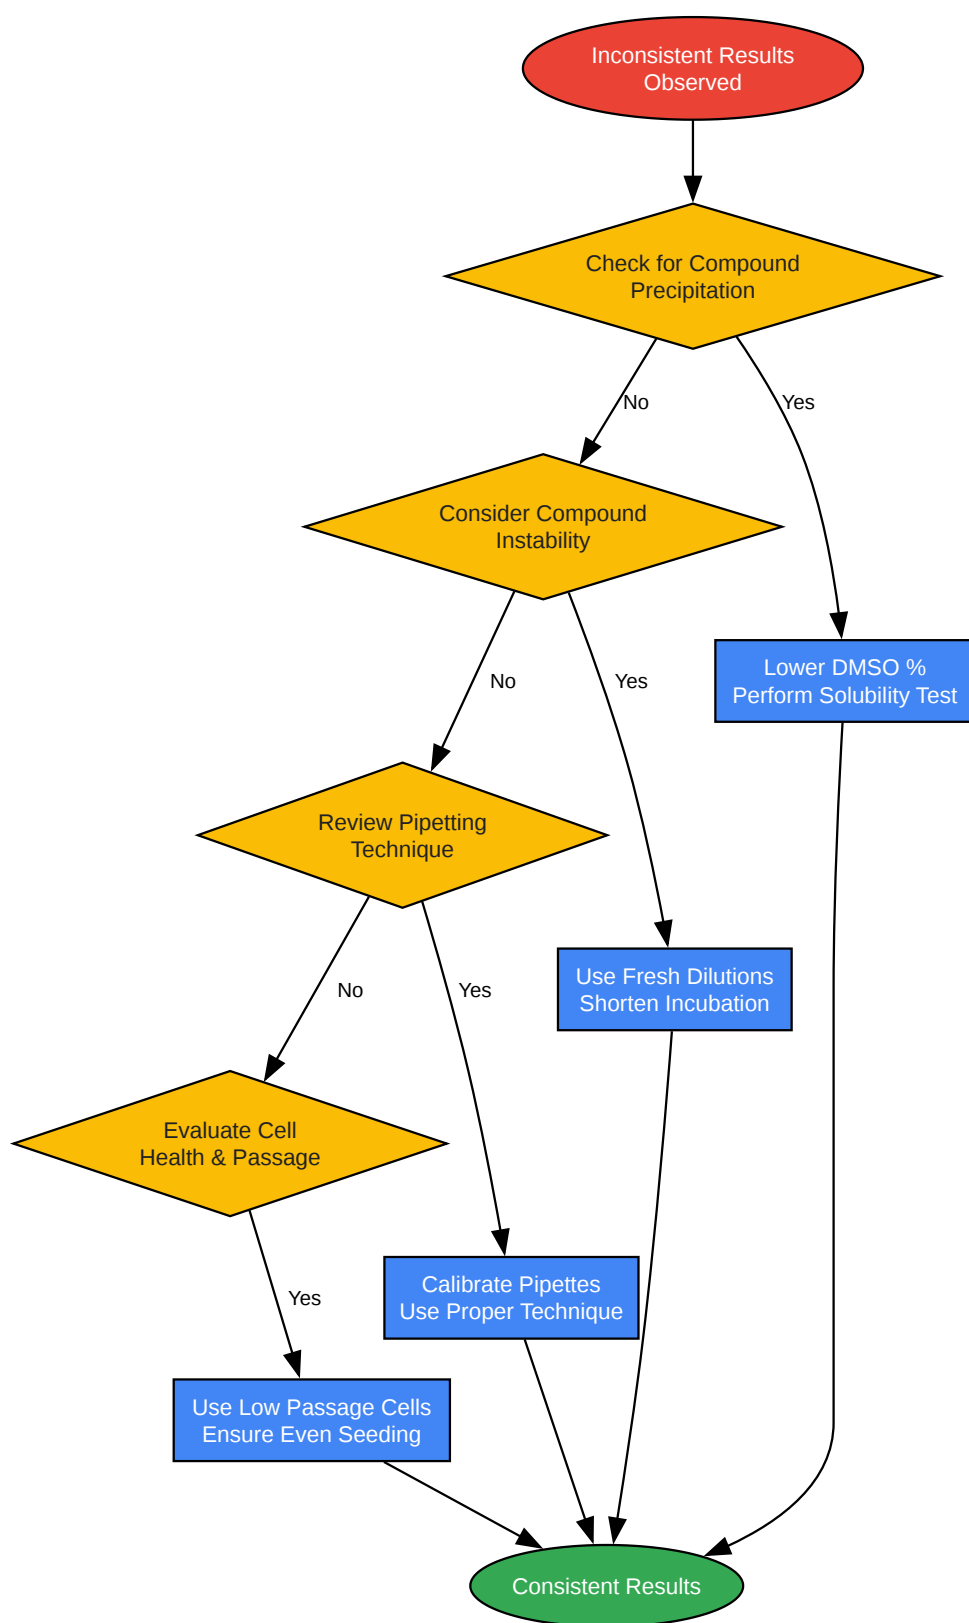 Inconsistent Results
Observed
Check for Compound
Precipitation
No
Yes
Consider Compound
Instability
No
Yes
Lower DMSO %
Perform Solubility Test
Review Pipetting
Technique
No
Yes
Use Fresh Dilutions
Shorten Incubation
Evaluate Cell
Health & Passage
Yes
Calibrate Pipettes
Use Proper Technique
Use Low Passage Cells
Ensure Even Seeding
Consistent Results